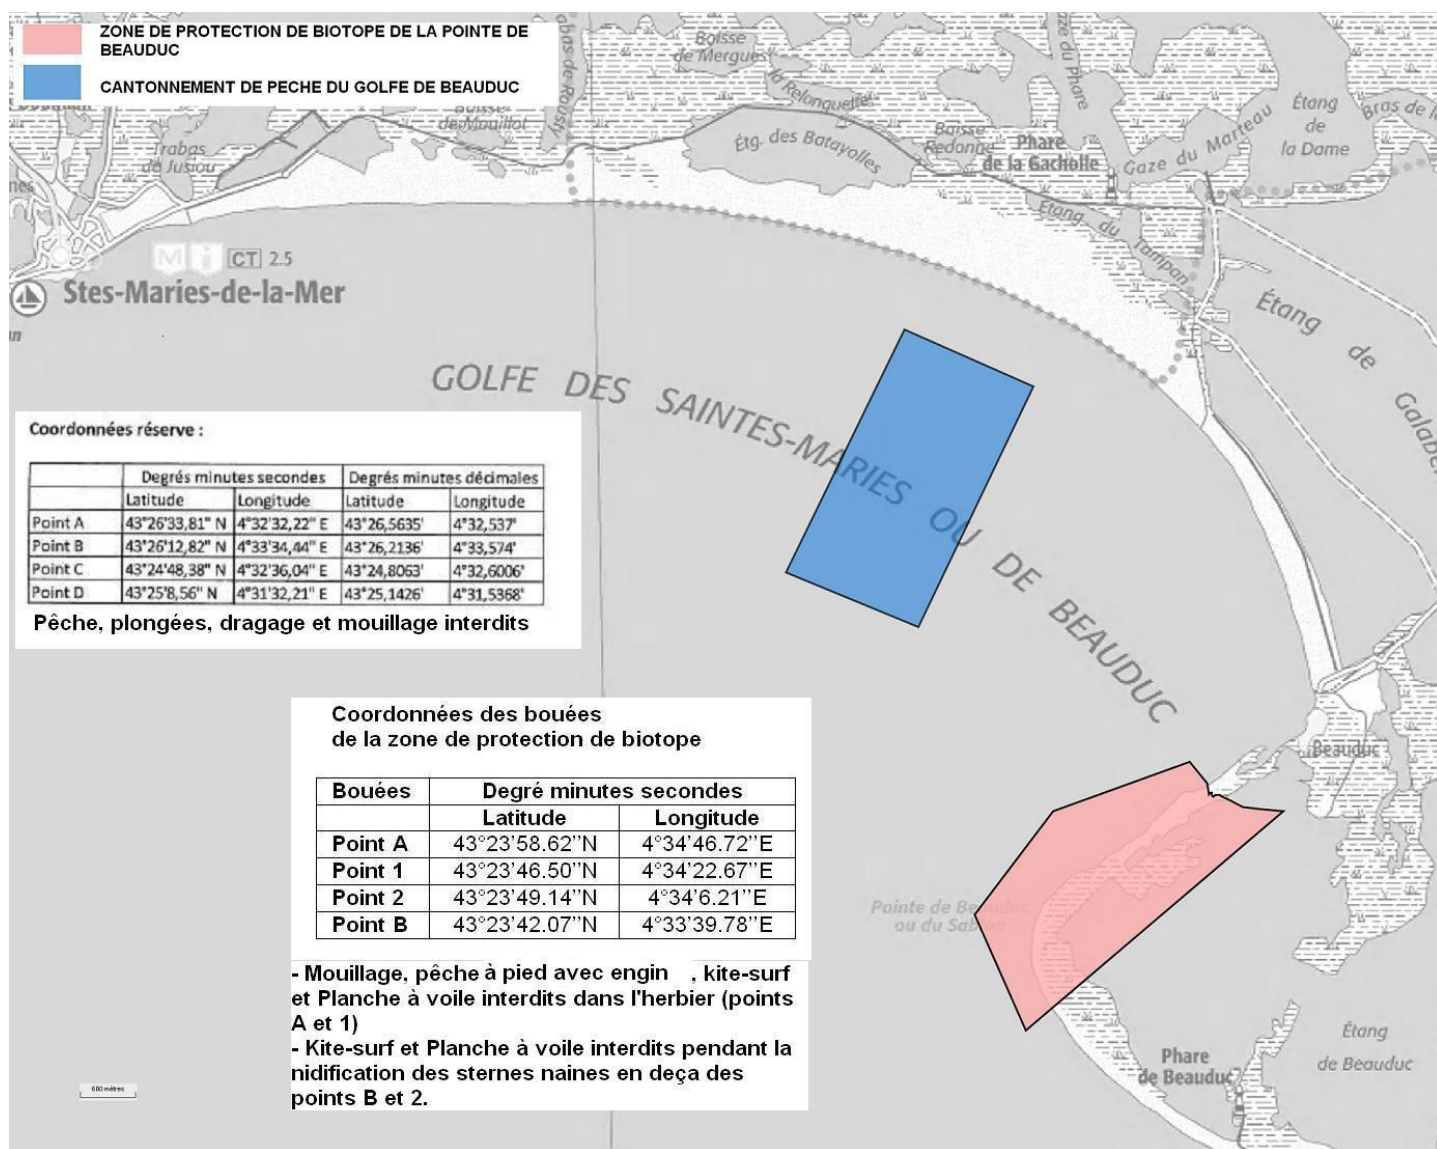 ZONE DE PROTECTION DE BIOTOPE DE LA POINTE DE
BEAUDUC
CANTONNEMENT DE PECHE DU GOLFE DE BEAUDUC
Baisse
de Mergues
la Relonquette
Gaze du Phare
Étang
de
la Dame
Bras de
Trabas
de Jusiou
Baisse
de Mouillot
Étg. des Batayolles
Baisse
Redonde
Phare
de la Gacholle
Gaze du Marteau
Étang du Tampan
M i CT 2.5
Stes-Maries-de-la-Mer
Étang de Galabe
GOLFE DES SAINTES-MARIES OU DE BEAUDUC
Coordonnées réserve :
Degrés minutes secondes Degrés minutes décimales
Latitude Longitude Latitude Longitude
Point A 43°26'33,81" N 4°32'32,22" E 43°26,5635' 4°32,537'
Point B 43°26'12,82" N 4°33'34,44" E 43°26,2136' 4°33,574'
Point C 43°24'48,38" N 4°32'36,04" E 43°24,8063' 4°32,6006'
Point D 43°25'8,56" N 4°31'32,21" E 43°25,1426' 4°31,5368'
Pêche, plongées, dragage et mouillage interdits
Coordonnées des bouées
de la zone de protection de biotope
Bouées Degré minutes secondes
Latitude Longitude
Point A 43°23'58.62’’N 4°34’46.72’’E
Point 1 43°23'46.50’’N 4°34’22.67’’E
Point 2 43°23'49.14’’N 4°34’6.21’’E
Point B 43°23'42.07’’N 4°33’39.78’’E
- Mouillage, pêche à pied avec engin , kite-surf
et Planche à voile interdits dans l'herbier (points
A et 1)
- Kite-surf et Planche à voile interdits pendant la
nidification des sternes naines en deça des
points B et 2.
Beauduc
Pointe de Beauduc
ou du Sablon
Phare
de Beauduc
Étang
de Beauduc
600 mètres